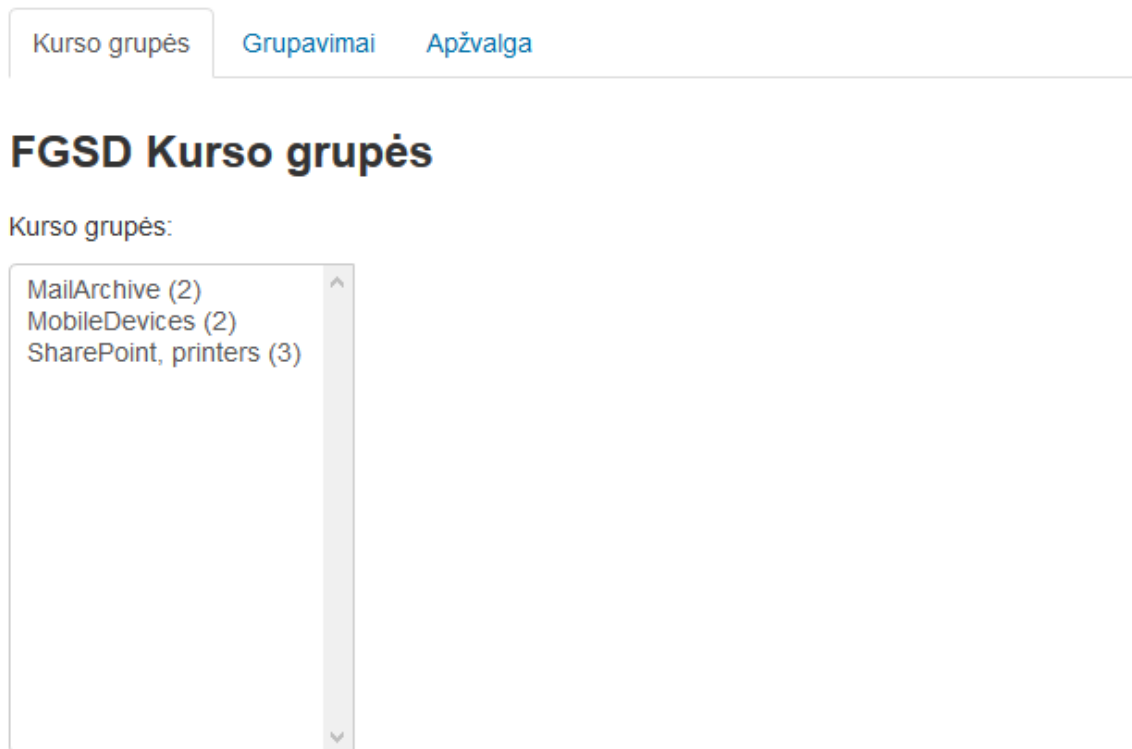 Kurso grupės Grupavimai Apžvalga
FGSD Kurso grupės
Kurso grupės:
MailArchive (2)
MobileDevices (2)
SharePoint, printers (3)